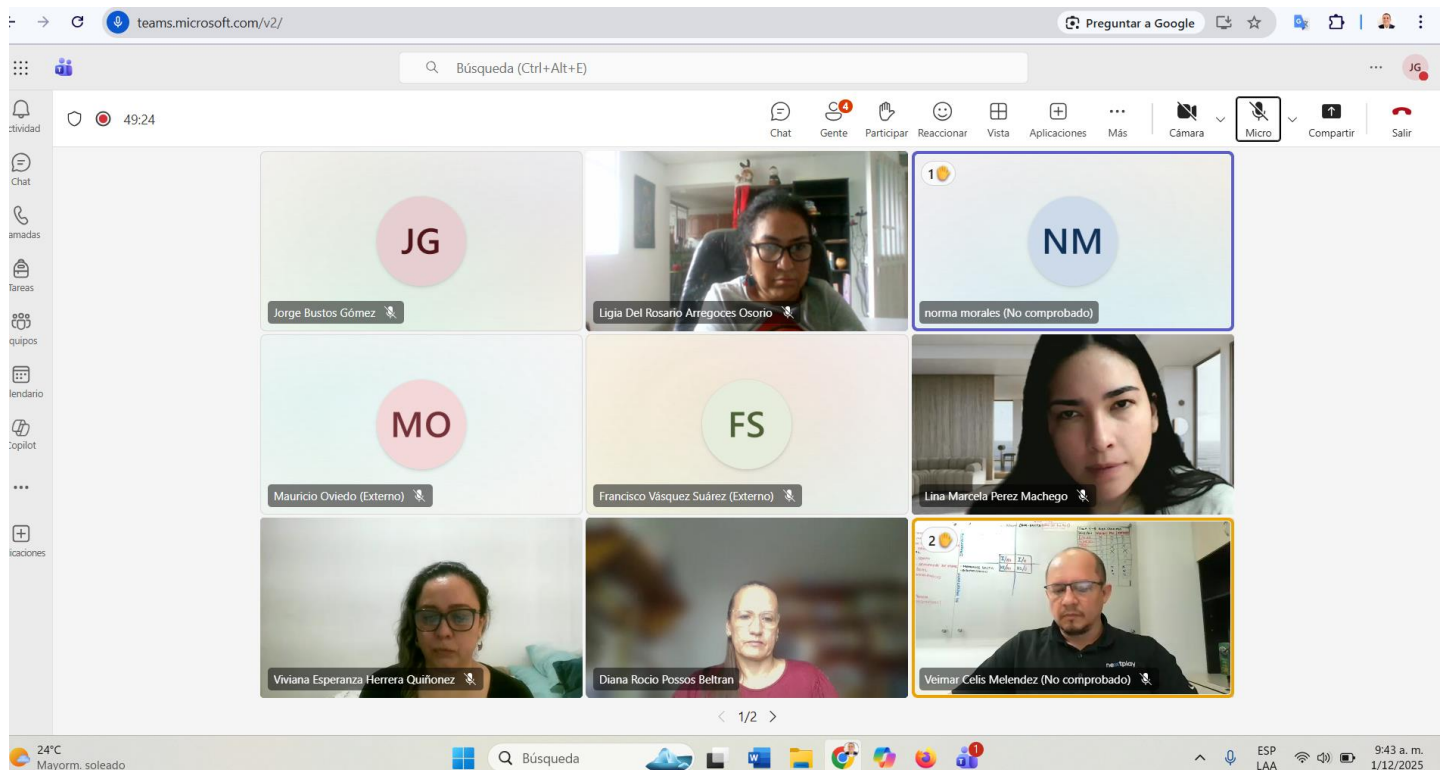 teams.microsoft.com/v2/
Preguntar a Google
Búsqueda (Ctrl+Alt+E)
JG
49:24
4
Chat
Gente
Participar
Reaccionar
Vista
Aplicaciones
Más
Cámara
Micro
Compartir
Salir
ctividad
Chat
amadas
Tareas
quipos
lendario
Copilot
licaciones
JG
Jorge Bustos Gómez
Ligia Del Rosario Arregoces Osorio
1
NM
norma morales (No comprobado)
MO
Mauricio Oviedo (Externo)
FS
Francisco Vásquez Suárez (Externo)
Lina Marcela Perez Machego
Viviana Esperanza Herrera Quiñonez
Diana Rocio Possos Beltran
2
nextplay
Veimar Celis Melendez (No comprobado)
1/2
24°C
Mayorm. soleado
Búsqueda
1
ESP
LAA
9:43 a. m.
1/12/2025